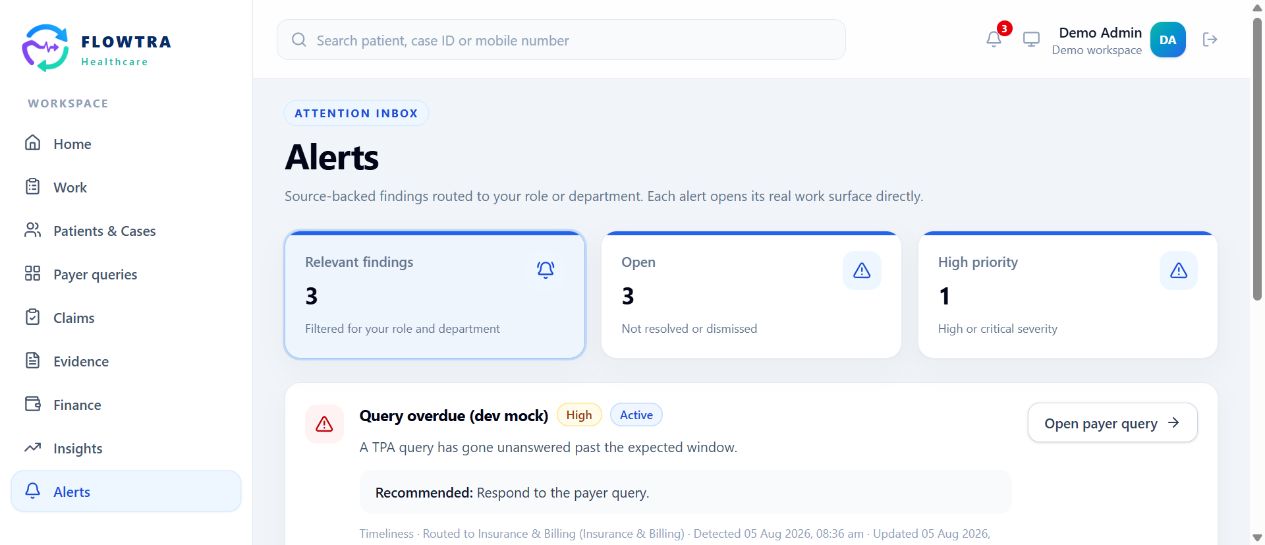 FLOWTRA
Healthcare
WORKSPACE
Home
Work
Patients & Cases
Payer queries
Claims
Evidence
Finance
Insights
Alerts
Search patient, case ID or mobile number
3
Demo Admin
Demo workspace
DA
ATTENTION INBOX
Alerts
Source-backed findings routed to your role or department. Each alert opens its real work surface directly.
Relevant findings
3
Filtered for your role and department
Open
3
Not resolved or dismissed
High priority
1
High or critical severity
Query overdue (dev mock) High Active
A TPA query has gone unanswered past the expected window.
Recommended: Respond to the payer query.
Timeliness · Routed to Insurance & Billing (Insurance & Billing) · Detected 05 Aug 2026, 08:36 am · Updated 05 Aug 2026,
Open payer query